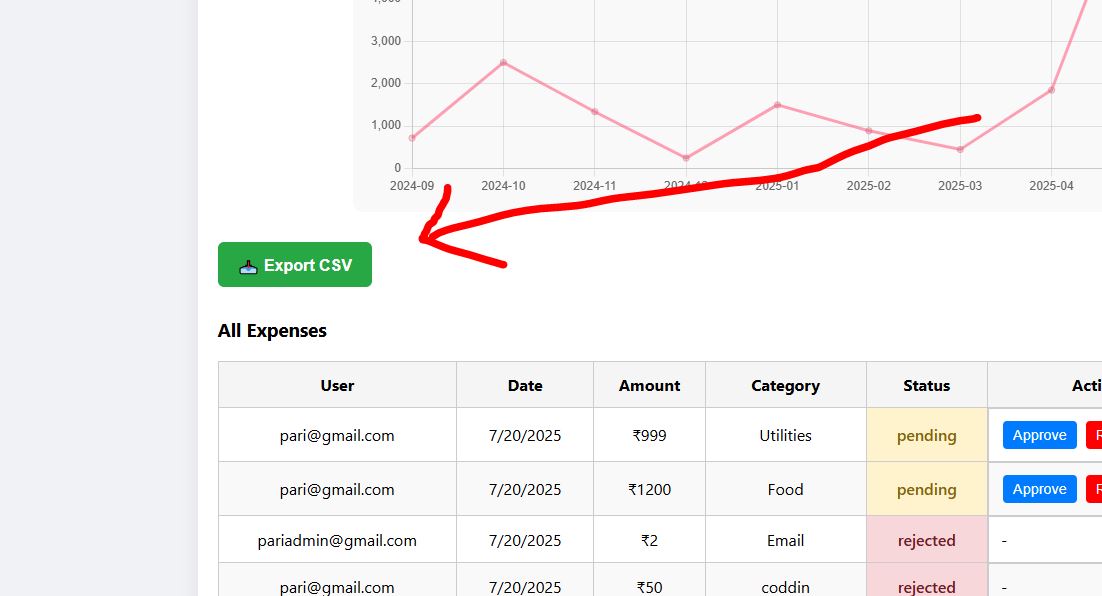 3,000
2,000
1,000
0
2024-09 2024-10 2024-11 2025-01 2025-02 2025-03 2025-04
Export CSV
All Expenses
User Date Amount Category Status
pari@gmail.com 7/20/2025 ₹999 Utilities pending Approve
pari@gmail.com 7/20/2025 ₹1200 Food pending Approve
pariadmin@gmail.com 7/20/2025 ₹2 Email rejected -
pari@gmail.com 7/20/2025 ₹50 coddin rejected -